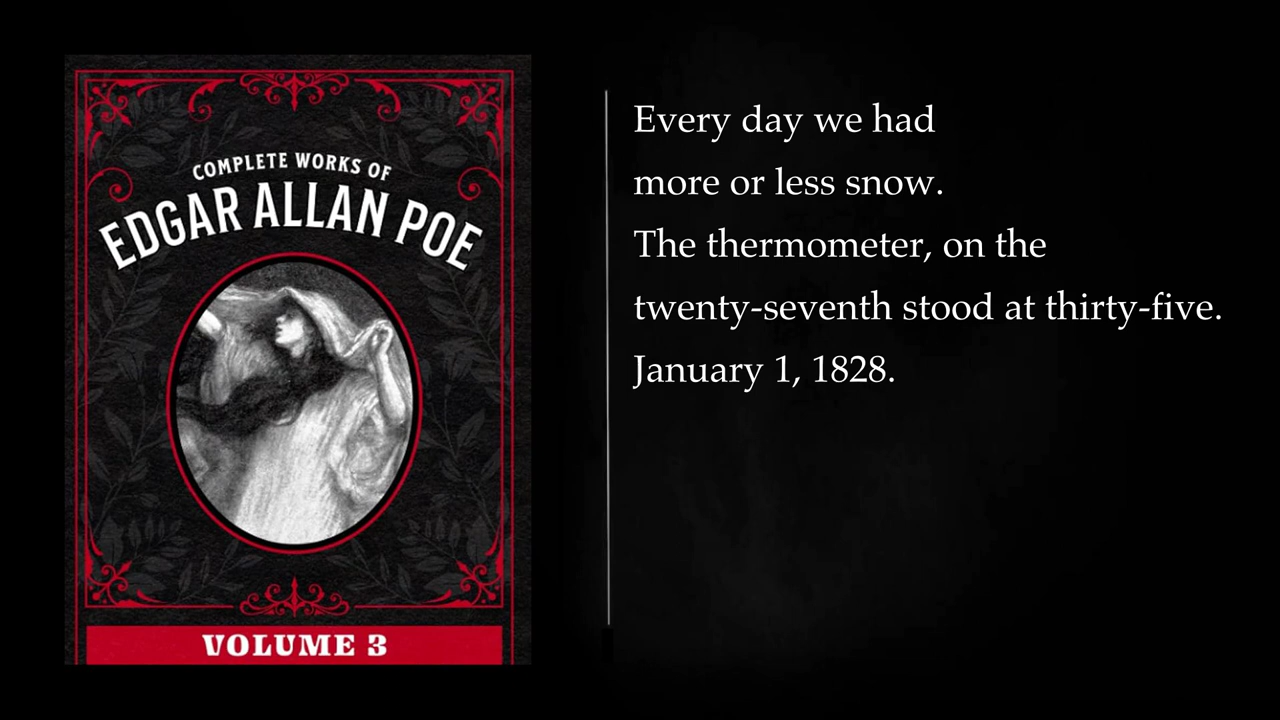 COMPLETE WORKS OF
EDGAR ALLAN POE
VOLUME 3
Every day we had
more or less snow.
The thermometer, on the
twenty-seventh stood at thirty-five.
January 1, 1828.